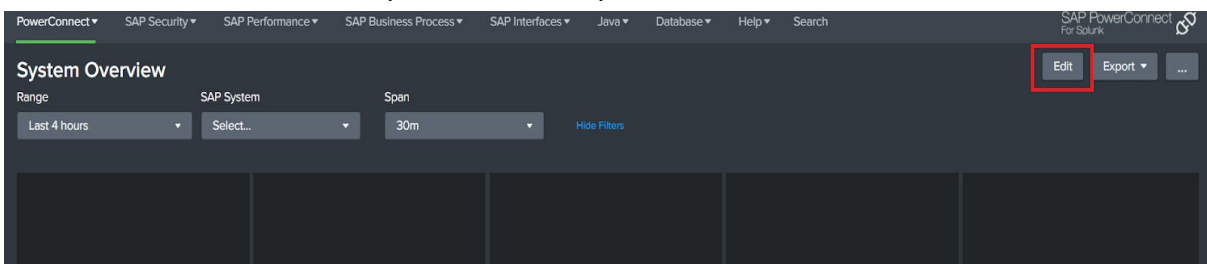 PowerConnect▾ SAP Security▾ SAP Performance▾ SAP Business Process▾ SAP Interfaces▾ Java▾ Database▾ Help▾ Search
SAP PowerConnect
For Splunk
System Overview
Edit Export ▾ ...
Range SAP System Span
Last 4 hours ▾ Select... ▾ 30m ▾ Hide Filters